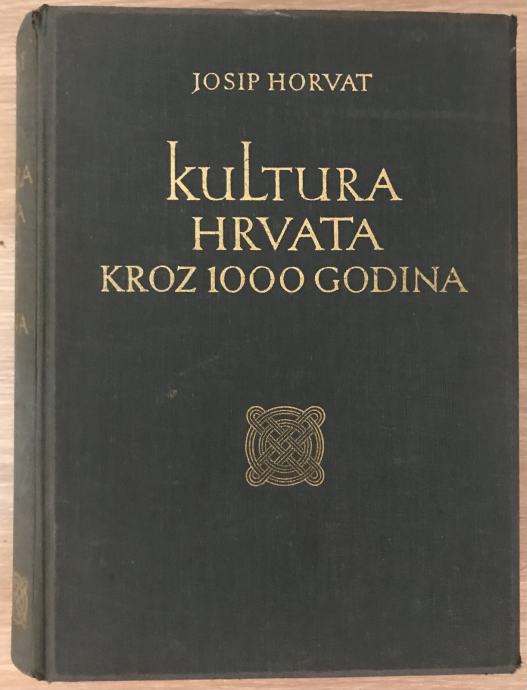 JOSIP HORVAT
kuLTURA
HRVATA
KROZ 1000 GODINA